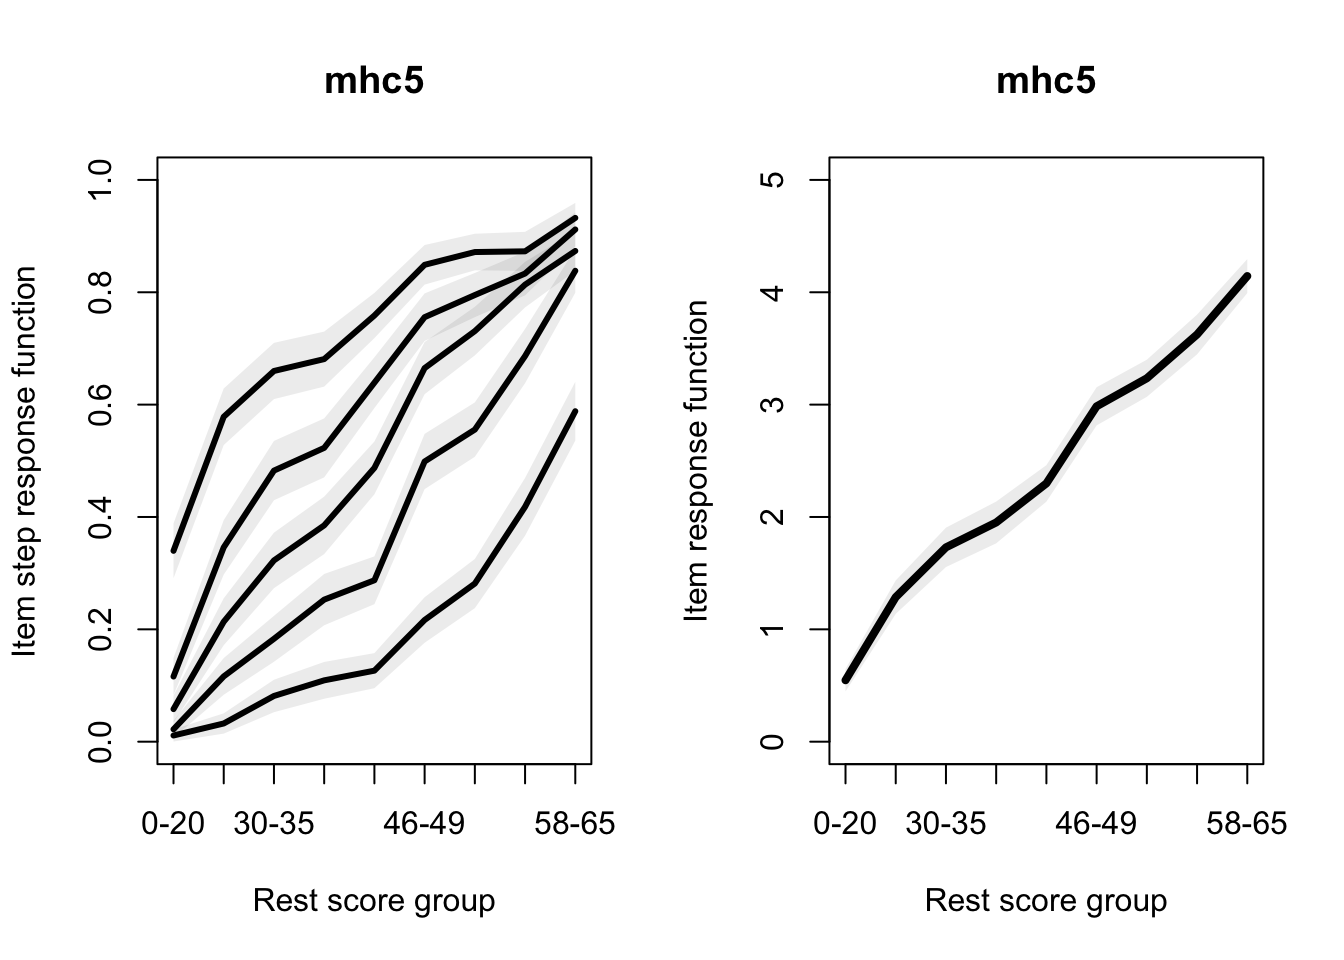 mhc5
Item step response function
1.0
0.8
0.6
0.4
0.2
0.0
0-20 30-35 46-49 58-65
Rest score group
mhc5
Item response function
5
4
3
2
1
0
0-20 30-35 46-49 58-65
Rest score group